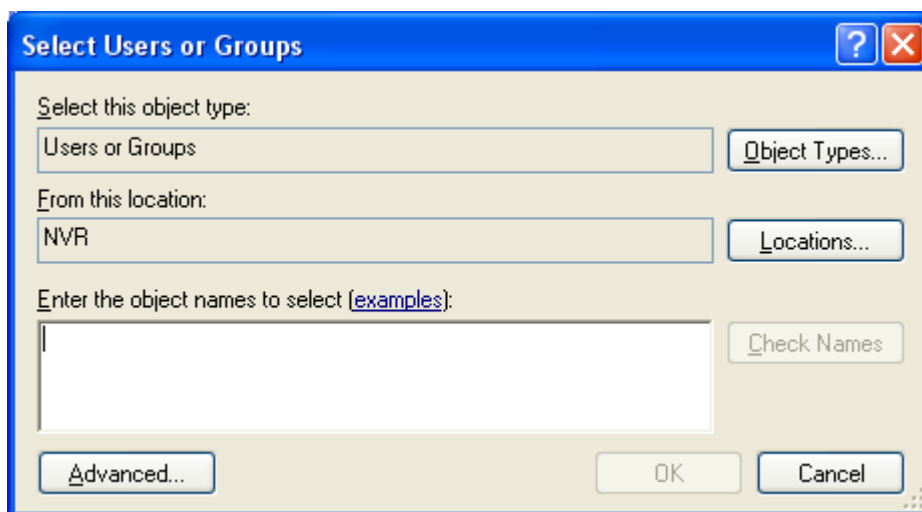 Select Users or Groups
Select this object type:
Users or Groups
Object Types...
From this location:
NVR
Locations...
Enter the object names to select (examples):
Check Names
Advanced...
OK
Cancel